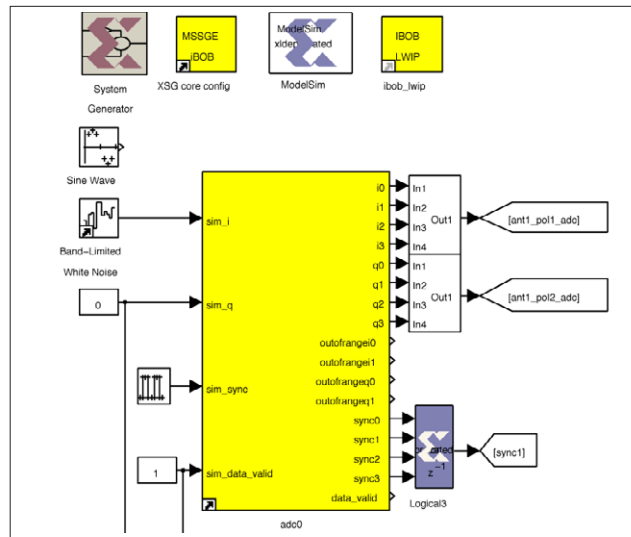 MSSGE
iBOB
ModelSim
IBOB
LWIP
System
Generator
XSG core config
ModelSim
ibob_lwip
Sine Wave
Band-Limited
White Noise
0
1
sim_i
sim_q
sim_sync
sim_data_valid
i0
i1
i2
i3
q0
q1
q2
q3
outofrangei0
outofrangei1
outofrangeq0
outofrangeq1
sync0
sync1
sync2
sync3
data_valid
adc0
In1
In2
In3
In4
Out1
In1
In2
In3
In4
Out1
[ant1_pol1_adc]
[ant1_pol2_adc]
z -1
Logical3
[sync1]